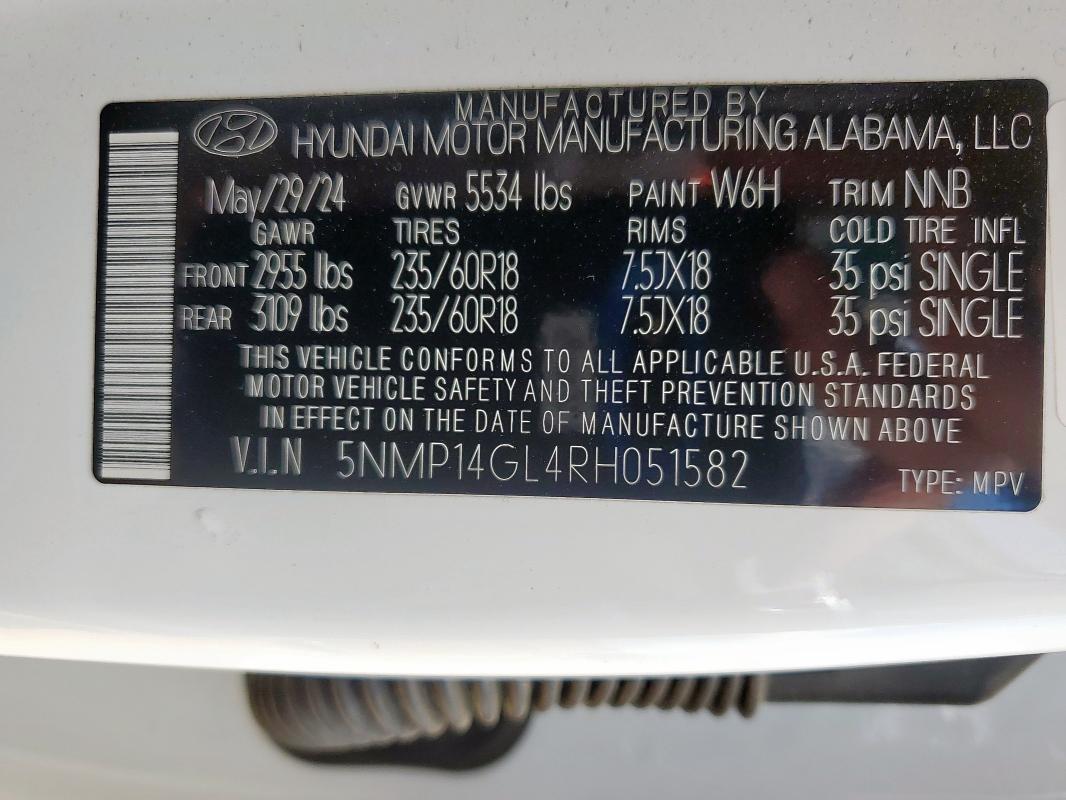 MANUFACTURED BY
HYUNDAI MOTOR MANUFACTURING ALABAMA, LLC
May/29/24 GVWR 5534 lbs PAINT W6H TRIM NNB
GAWR TIRES RIMS COLD TIRE INFL
FRONT 2955 lbs 235/60R18 7.5JX18 35 psi SINGLE
REAR 3109 lbs 235/60R18 7.5JX18 35 psi SINGLE
THIS VEHICLE CONFORMS TO ALL APPLICABLE U.S.A. FEDERAL
MOTOR VEHICLE SAFETY AND THEFT PREVENTION STANDARDS
IN EFFECT ON THE DATE OF MANUFACTURE SHOWN ABOVE
V.I.N 5NMP14GL4RH051582
TYPE: MPV